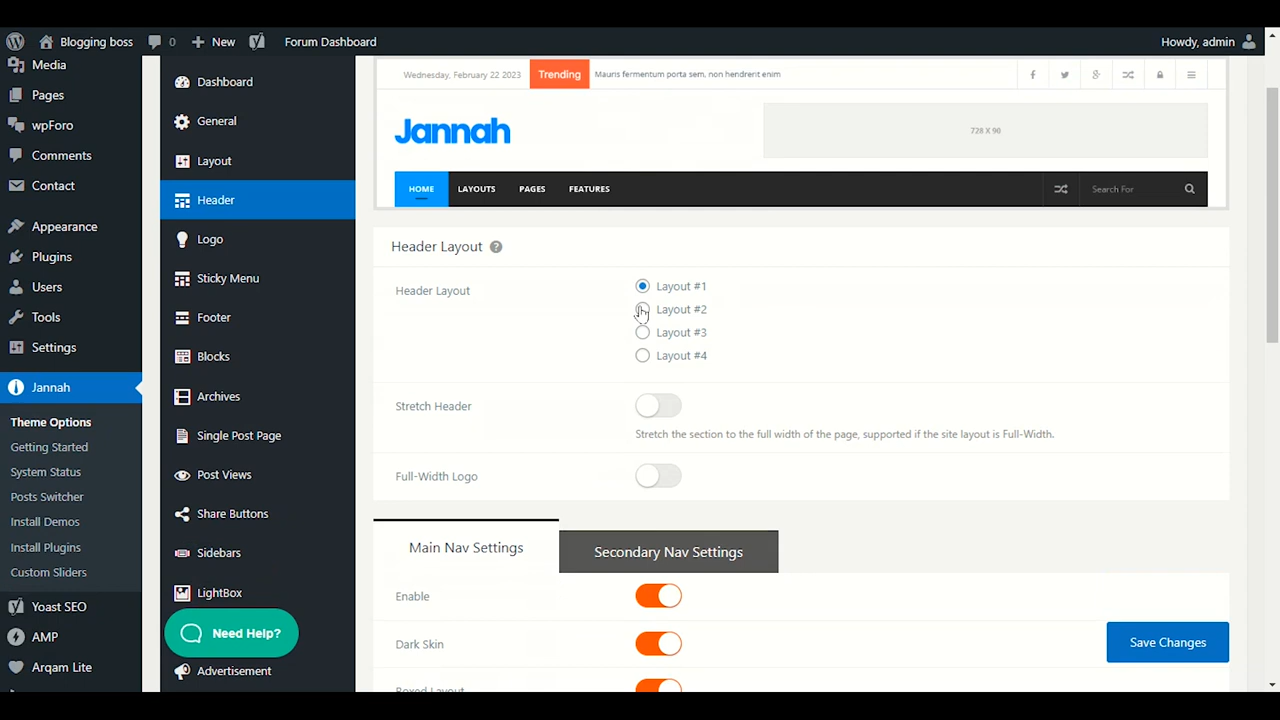 Blogging boss
0
New
Forum Dashboard
Howdy, admin
Media
Pages
wpForo
Comments
Contact
Appearance
Plugins
Users
Tools
Settings
Jannah
Theme Options
Getting Started
System Status
Posts Switcher
Install Demos
Install Plugins
Custom Sliders
Yoast SEO
AMP
Arqam Lite
Dashboard
General
Layout
Header
Logo
Sticky Menu
Footer
Blocks
Archives
Single Post Page
Post Views
Share Buttons
Sidebars
LightBox
Need Help?
Advertisement
Wednesday, February 22 2023
Trending
Mauris fermentum porta sem, non hendrerit enim
Jannah
728 X 90
HOME LAYOUTS PAGES FEATURES
Search For
Header Layout
Header Layout
Layout #1
Layout #2
Layout #3
Layout #4
Stretch Header
Stretch the section to the full width of the page, supported if the site layout is Full-Width.
Full-Width Logo
Main Nav Settings
Secondary Nav Settings
Enable
Dark Skin
Save Changes
Boxed Layout